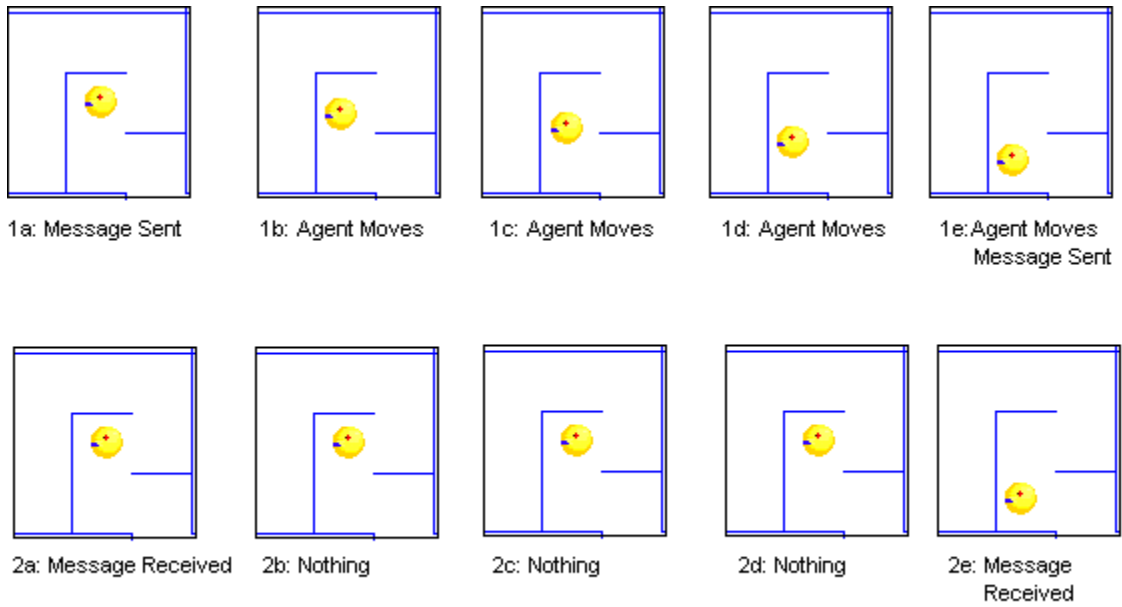 1a: Message Sent
1b: Agent Moves
1c: Agent Moves
1d: Agent Moves
1e:Agent Moves
Message Sent
2a: Message Received
2b: Nothing
2c: Nothing
2d: Nothing
2e: Message
Received